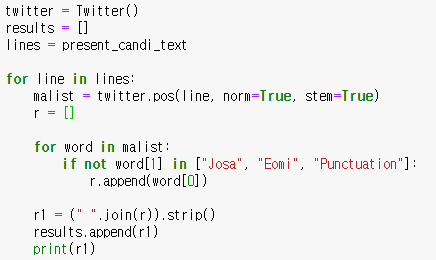 twitter = Twitter()
results = []
lines = present_candi_text

for line in lines:
    malist = twitter.pos(line, norm=True, stem=True)
    r = []

    for word in malist:
        if not word[1] in ["Josa", "Eomi", "Punctuation"]:
            r.append(word[0])

    r1 = (" ".join(r)).strip()
    results.append(r1)
    print(r1)